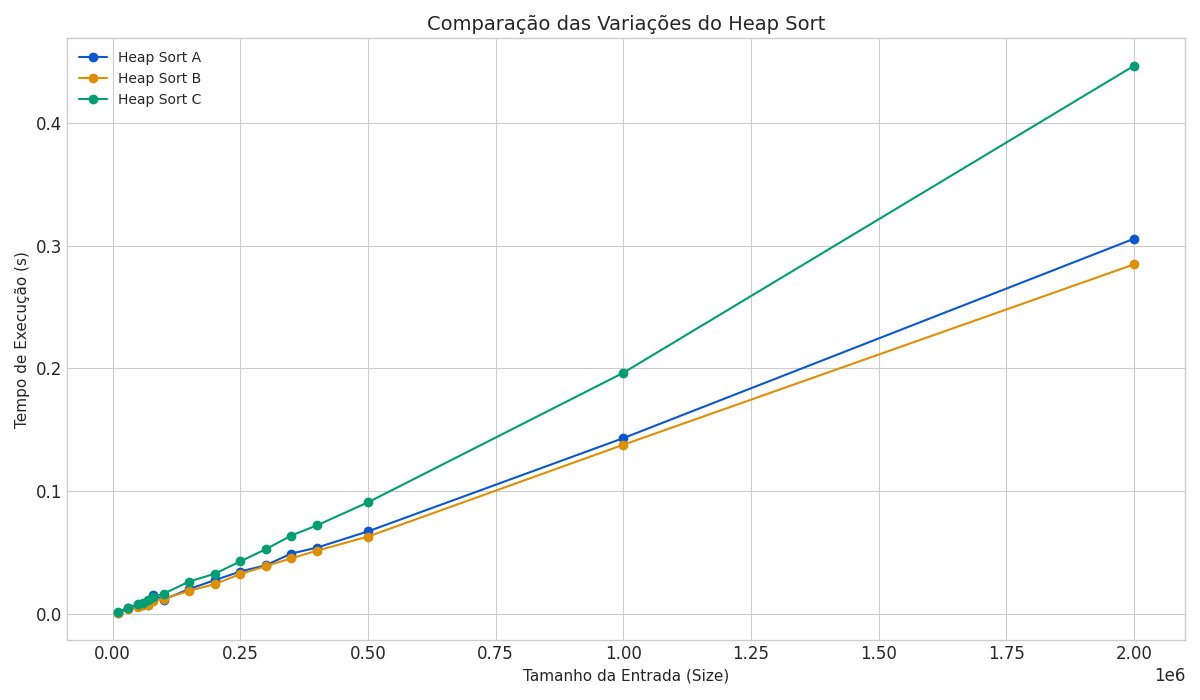 Comparação das Variações do Heap Sort
Heap Sort A
Heap Sort B
Heap Sort C
Tempo de Execução (s)
0.4
0.3
0.2
0.1
0.0
0.00 0.25 0.50 0.75 1.00 1.25 1.50 1.75 2.00
1e6
Tamanho da Entrada (Size)